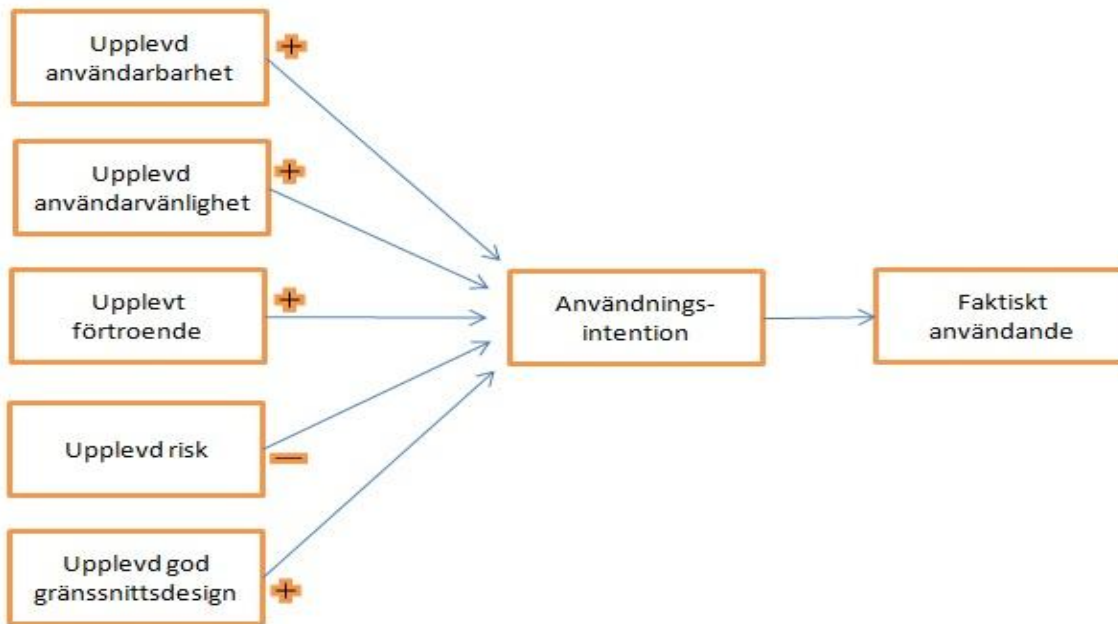 Upplevd
användarbarhet
+
Upplevd
användarvänlighet
+
Upplevt
förtroende
+
Upplevd risk
—
Upplevd god
gränssnittsdesign
+
Användnings-
intention
Faktiskt
användande